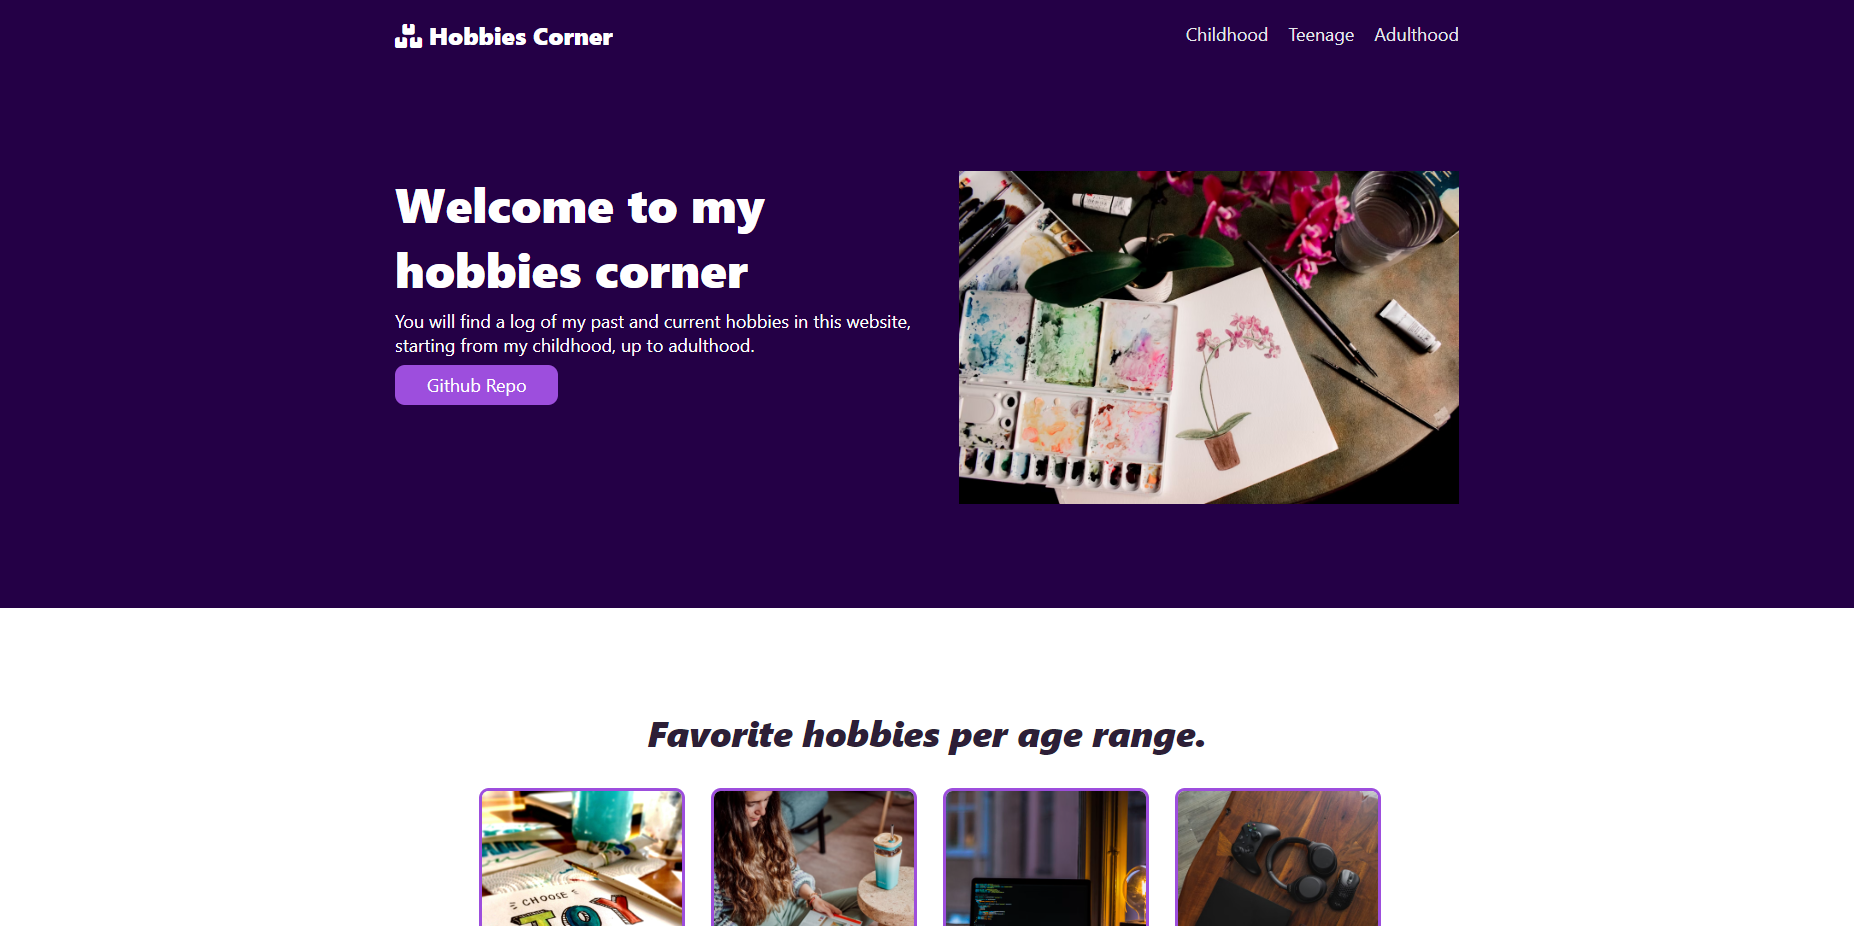 Hobbies Corner
Childhood Teenage Adulthood
Welcome to my
hobbies corner
You will find a log of my past and current hobbies in this website,
starting from my childhood, up to adulthood.
Github Repo
Favorite hobbies per age range.
CHOOSE
JOY